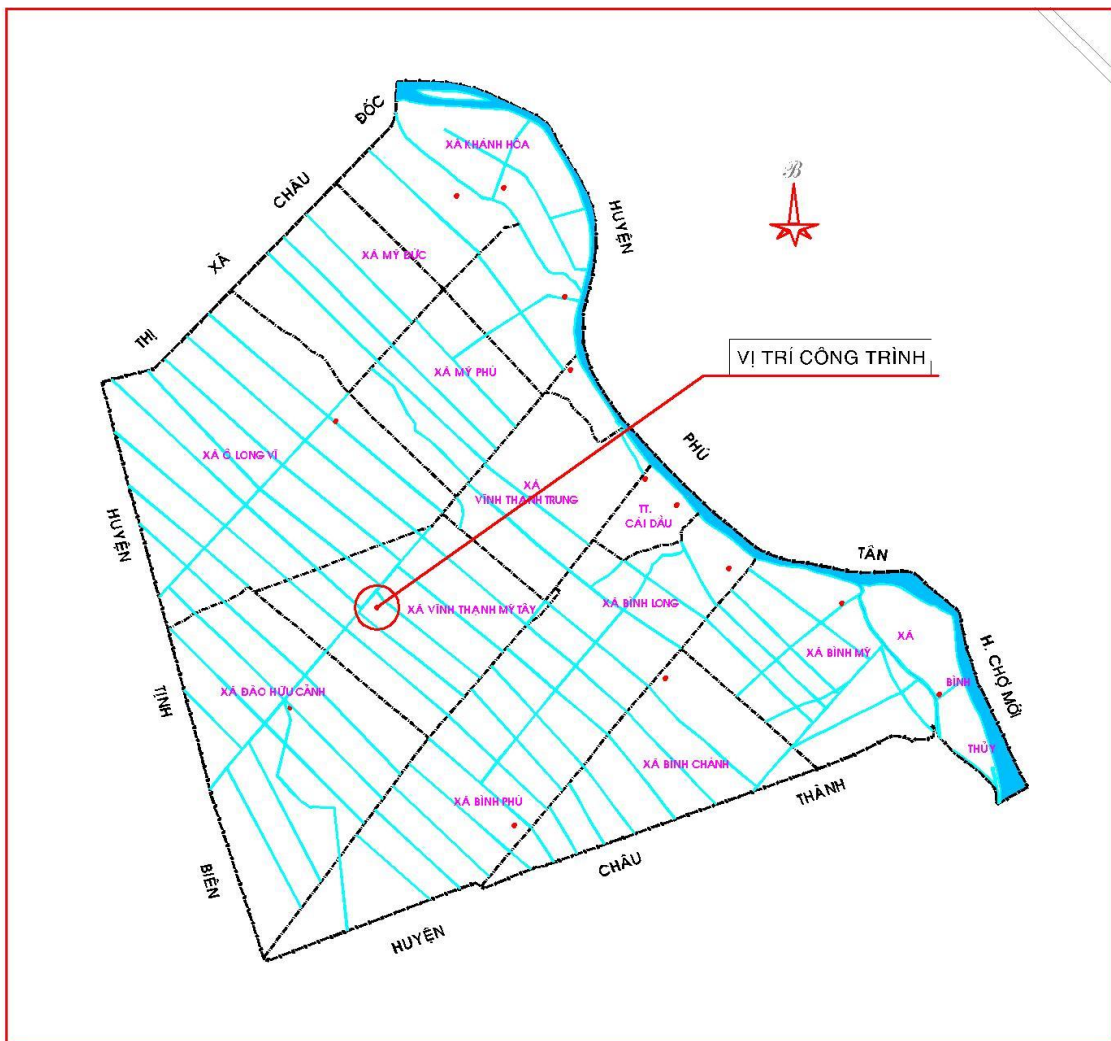 ĐỐC
XÃ KHÁNH HÒA
B
CHÂU
HUYỆN
XÃ MỸ ĐỨC
XÃ
VỊ TRÍ CÔNG TRÌNH
THỊ
XÃ MỸ PHÚ
PHÚ
XÃ Ô LONG VĨ
XÃ
VĨNH THẠNH TRUNG
TT.
CÁI DẦU
HUYỆN
TÂN
XÃ VĨNH THẠNH MỸ TÂY
XÃ BÌNH LONG
XÃ
XÃ BÌNH MỸ
H. CHỢ MỚI
BÌNH
XÃ ĐÀO HỮU CẢNH
TỊNH
THỦY
XÃ BÌNH CHÁNH
THÀNH
XÃ BÌNH PHÚ
CHÂU
BIÊN
HUYỆN